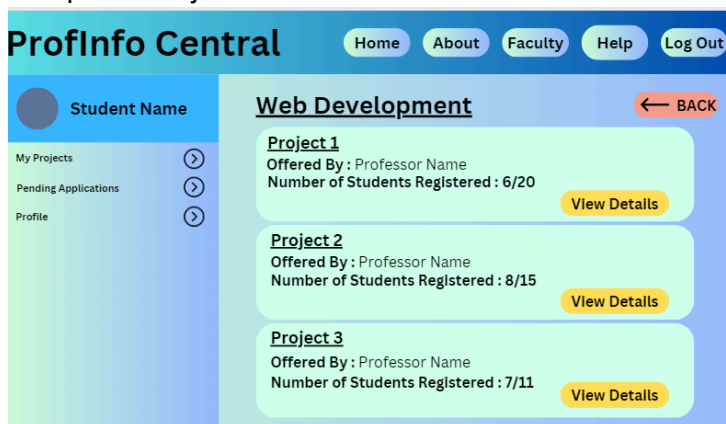 ProfInfo Central
Home About Faculty Help Log Out
Student Name
My Projects
Pending Applications
Profile
Web Development
BACK
Project 1
Offered By : Professor Name
Number of Students Registered : 6/20
View Details
Project 2
Offered By : Professor Name
Number of Students Registered : 8/15
View Details
Project 3
Offered By : Professor Name
Number of Students Registered : 7/11
View Details